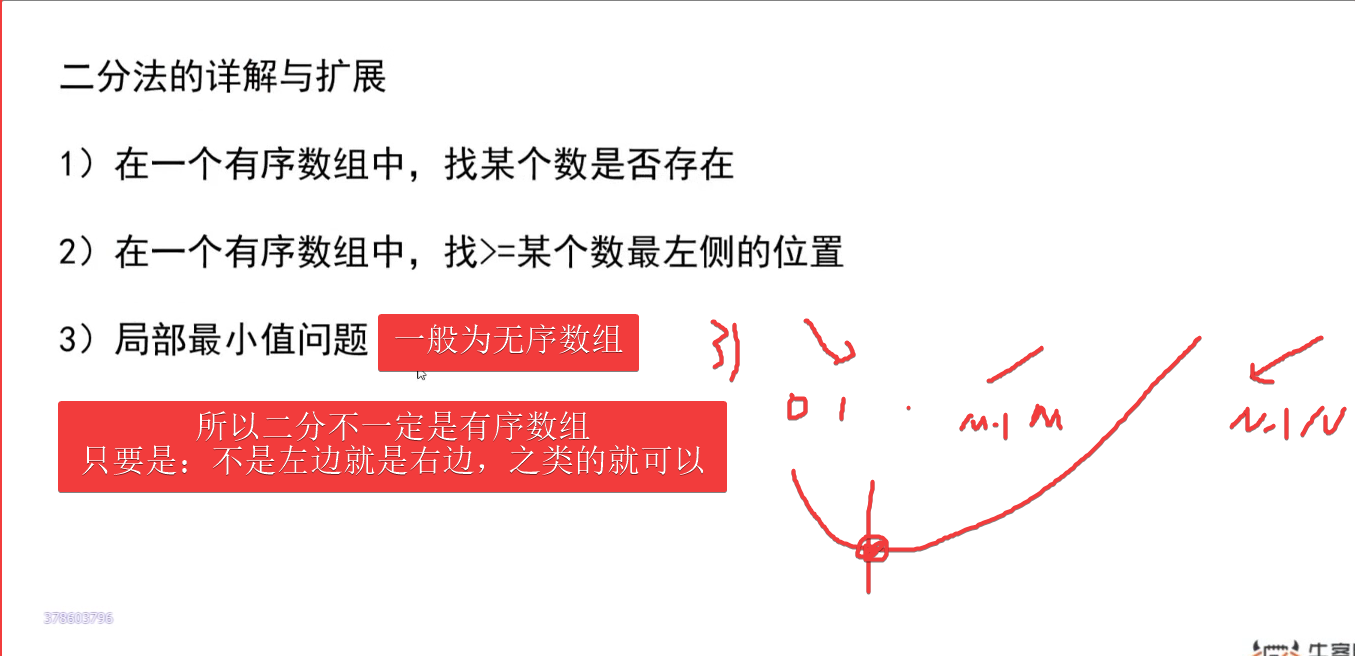 二分法的详解与扩展
1）在一个有序数组中，找某个数是否存在
2）在一个有序数组中，找>=某个数最左侧的位置
3）局部最小值问题
一般为无序数组
3)
0 1
M-1 M
N-1 N
所以二分不一定是有序数组
只要是：不是左边就是右边，之类的就可以
378603796
牛客